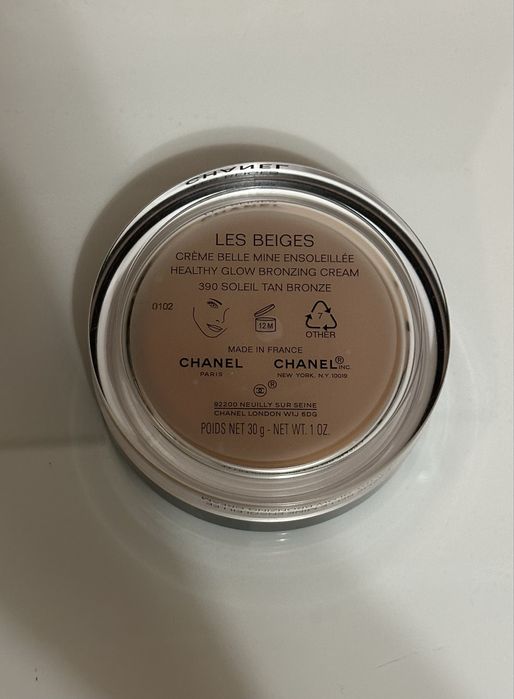 CHANEL
LES BEIGES
CRÈME BELLE MINE ENSOLEILLÉE
HEALTHY GLOW BRONZING CREAM
390 SOLEIL TAN BRONZE
0102
12 M
7
OTHER
MADE IN FRANCE
CHANEL CHANEL® INC.
PARIS NEW YORK, N.Y. 10019
®
92200 NEUILLY SUR SEINE
CHANEL LONDON W1J 6DG
POIDS NET 30 g - NET WT. 1 OZ.